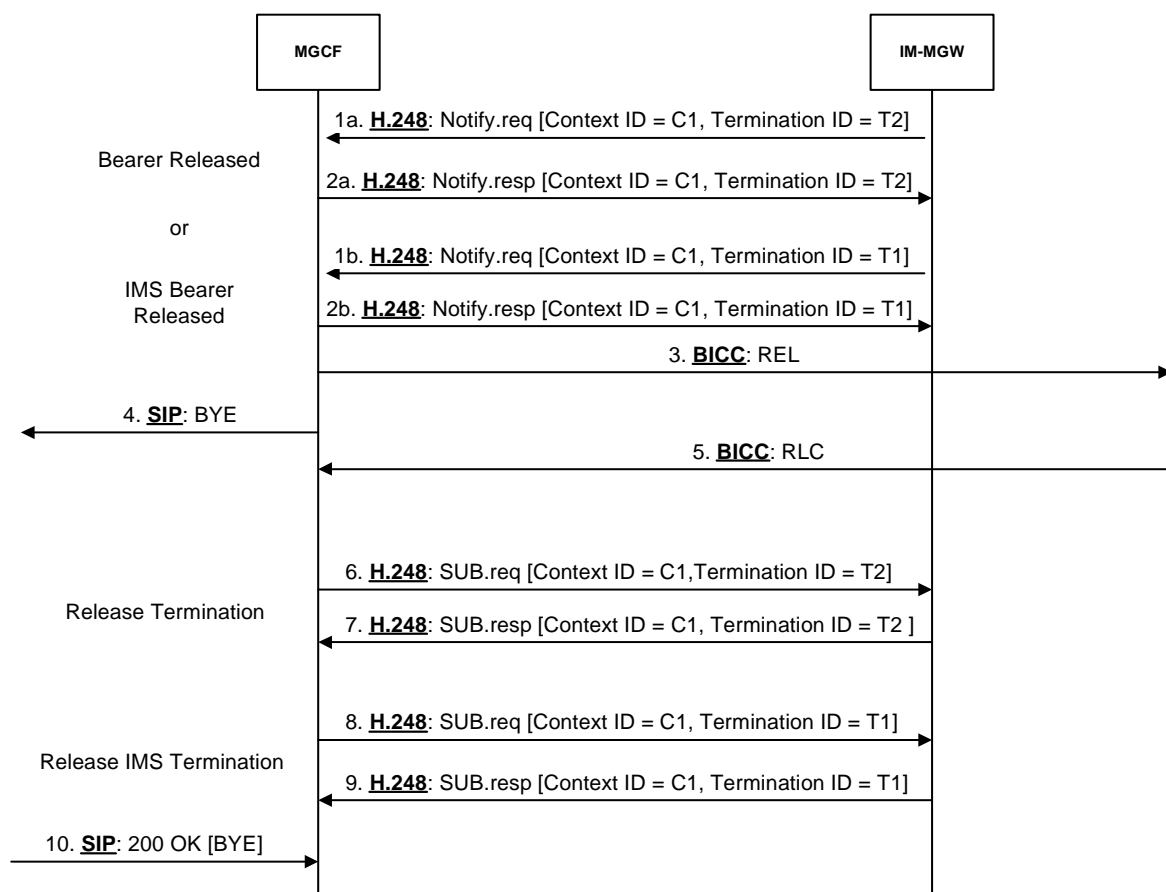 MGCF
IM-MGW
1a. H.248: Notify.req [Context ID = C1, Termination ID = T2]
Bearer Released
2a. H.248: Notify.resp [Context ID = C1, Termination ID = T2]
or
1b. H.248: Notify.req [Context ID = C1, Termination ID = T1]
IMS Bearer
Released
2b. H.248: Notify.resp [Context ID = C1, Termination ID = T1]
3. BICC: REL
4. SIP: BYE
5. BICC: RLC
6. H.248: SUB.req [Context ID = C1,Termination ID = T2]
Release Termination
7. H.248: SUB.resp [Context ID = C1, Termination ID = T2 ]
8. H.248: SUB.req [Context ID = C1, Termination ID = T1]
Release IMS Termination
9. H.248: SUB.resp [Context ID = C1, Termination ID = T1]
10. SIP: 200 OK [BYE]